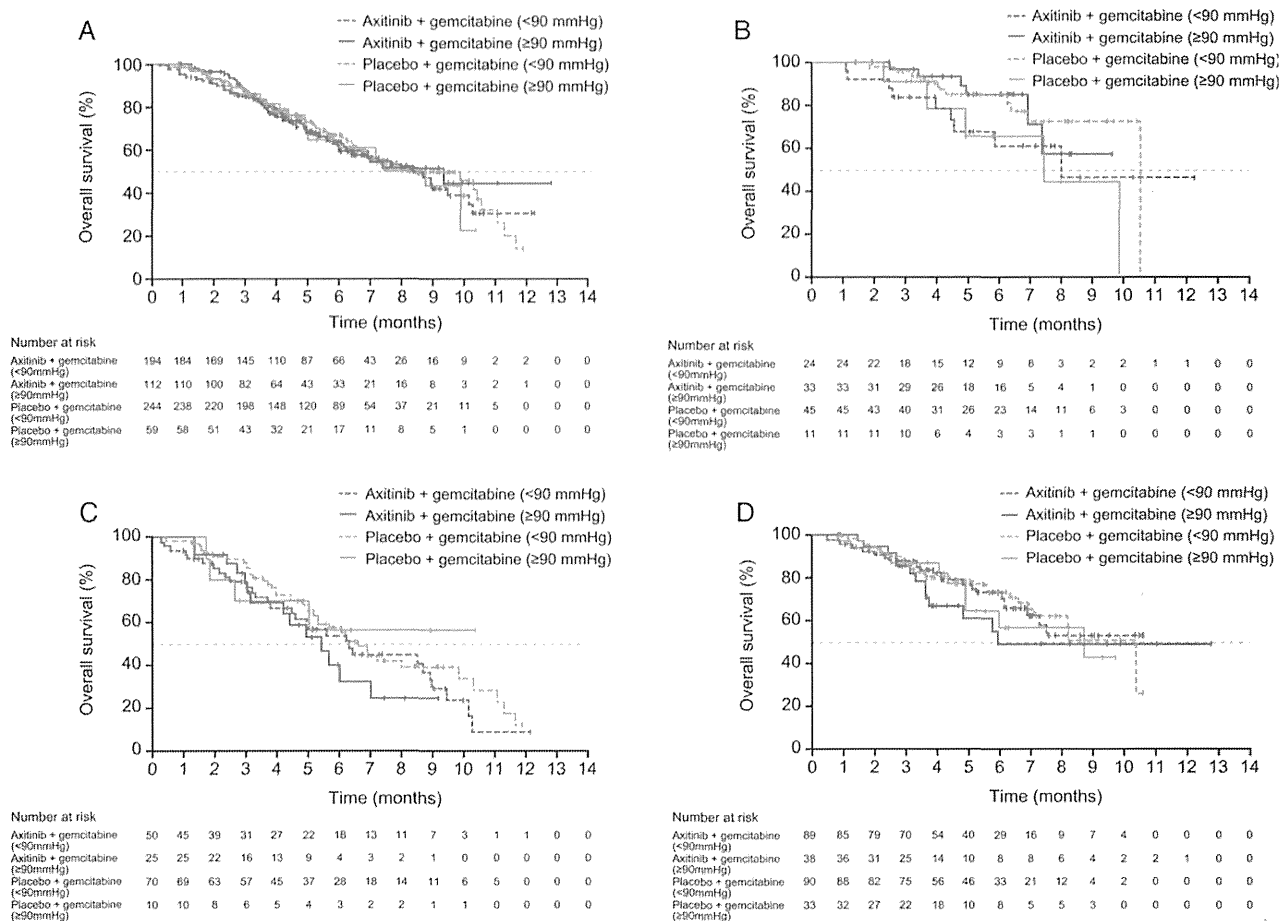 A
Axitinib + gemcitabine (<90 mmHg)
Axitinib + gemcitabine (≥90 mmHg)
Placebo + gemcitabine (<90 mmHg)
Placebo + gemcitabine (≥90 mmHg)
Overall survival (%)
100
80
60
40
20
0
0 1 2 3 4 5 6 7 8 9 10 11 12 13 14
Time (months)
Number at risk
Axitinib + gemcitabine 194 184 169 145 110 87 66 43 26 16 9 2 2 0 0
(<90mmHg)
Axitinib + gemcitabine 112 110 100 82 64 43 33 21 16 8 3 2 1 0 0
(≥90mmHg)
Placebo + gemcitabine 244 238 220 198 148 120 89 54 37 21 11 5 0 0 0
(<90mmHg)
Placebo + gemcitabine 59 58 51 43 32 21 17 11 8 5 1 0 0 0 0
(≥90mmHg)
B
Axitinib + gemcitabine (<90 mmHg)
Axitinib + gemcitabine (≥90 mmHg)
Placebo + gemcitabine (<90 mmHg)
Placebo + gemcitabine (≥90 mmHg)
Overall survival (%)
100
80
60
40
20
0
0 1 2 3 4 5 6 7 8 9 10 11 12 13 14
Time (months)
Number at risk
Axitinib + gemcitabine 24 24 22 18 15 12 9 8 3 2 2 1 1 0 0
(<90mmHg)
Axitinib + gemcitabine 33 33 31 29 26 18 16 5 4 1 0 0 0 0 0
(≥90mmHg)
Placebo + gemcitabine 45 45 43 40 31 26 23 14 11 6 3 0 0 0 0
(<90mmHg)
Placebo + gemcitabine 11 11 11 10 6 4 3 3 1 1 0 0 0 0 0
(≥90mmHg)
C
Axitinib + gemcitabine (<90 mmHg)
Axitinib + gemcitabine (≥90 mmHg)
Placebo + gemcitabine (<90 mmHg)
Placebo + gemcitabine (≥90 mmHg)
Overall survival (%)
100
80
60
40
20
0
0 1 2 3 4 5 6 7 8 9 10 11 12 13 14
Time (months)
Number at risk
Axitinib + gemcitabine 50 45 39 31 27 22 18 13 11 7 3 1 1 0 0
(<90mmHg)
Axitinib + gemcitabine 25 25 22 16 13 9 4 3 2 1 0 0 0 0 0
(≥90mmHg)
Placebo + gemcitabine 70 69 63 57 45 37 28 18 14 11 6 5 0 0 0
(<90mmHg)
Placebo + gemcitabine 10 10 8 6 5 4 3 2 2 1 1 0 0 0 0
(≥90mmHg)
D
Axitinib + gemcitabine (<90 mmHg)
Axitinib + gemcitabine (≥90 mmHg)
Placebo + gemcitabine (<90 mmHg)
Placebo + gemcitabine (≥90 mmHg)
Overall survival (%)
100
80
60
40
20
0
0 1 2 3 4 5 6 7 8 9 10 11 12 13 14
Time (months)
Number at risk
Axitinib + gemcitabine 89 85 79 70 54 40 29 16 9 7 4 0 0 0 0
(<90mmHg)
Axitinib + gemcitabine 38 36 31 25 14 10 8 8 6 4 2 2 1 0 0
(≥90mmHg)
Placebo + gemcitabine 90 88 82 75 56 46 33 21 12 4 2 0 0 0 0
(<90mmHg)
Placebo + gemcitabine 33 32 27 22 18 10 8 5 5 3 0 0 0 0 0
(≥90mmHg)